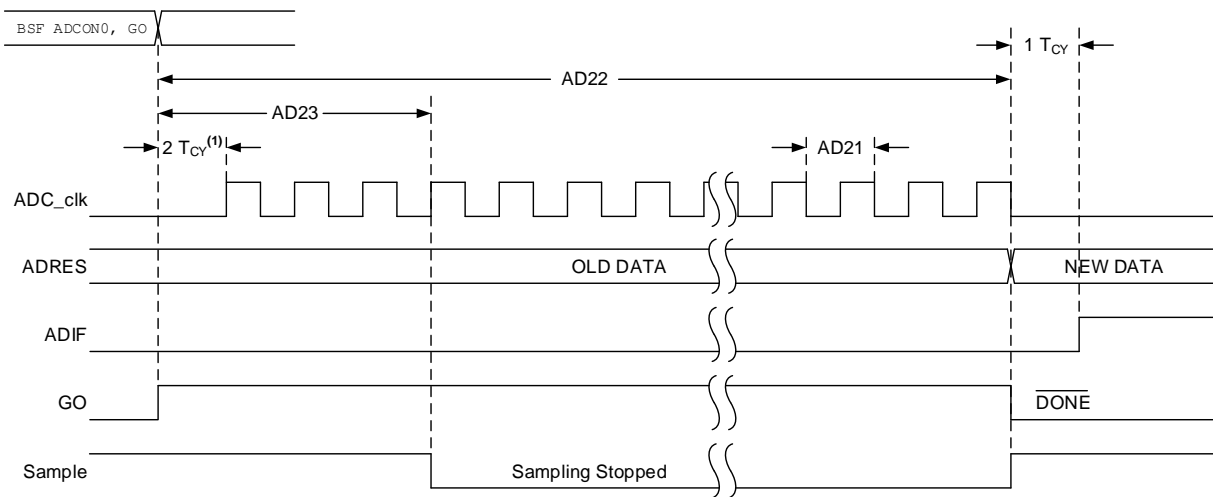 BSF ADCON0, GO
1 TCY
AD22
AD23
2 TCY(1)
AD21
ADC_clk
ADRES
OLD DATA
NEW DATA
ADIF
GO
DONE
Sample
Sampling Stopped